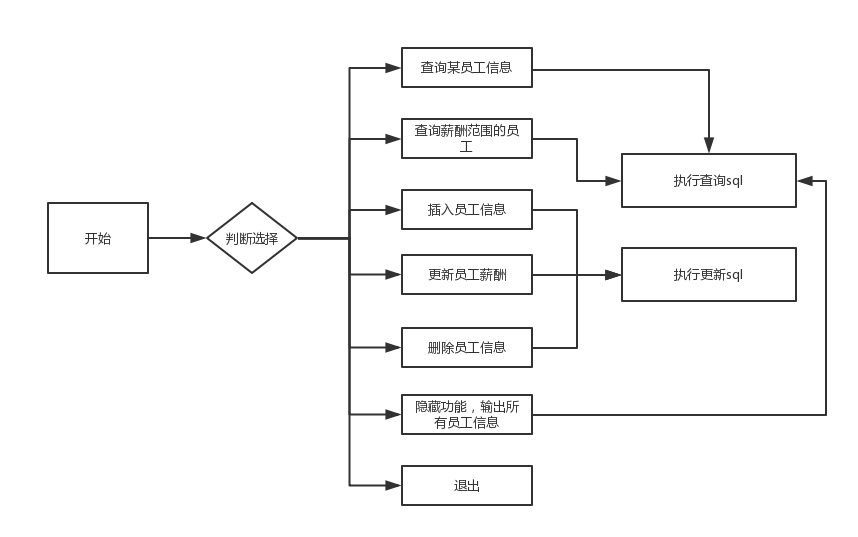 开始
判断选择
查询某员工信息
查询薪酬范围的员
工
插入员工信息
更新员工薪酬
删除员工信息
隐藏功能，输出所
有员工信息
退出
执行查询sql
执行更新sql